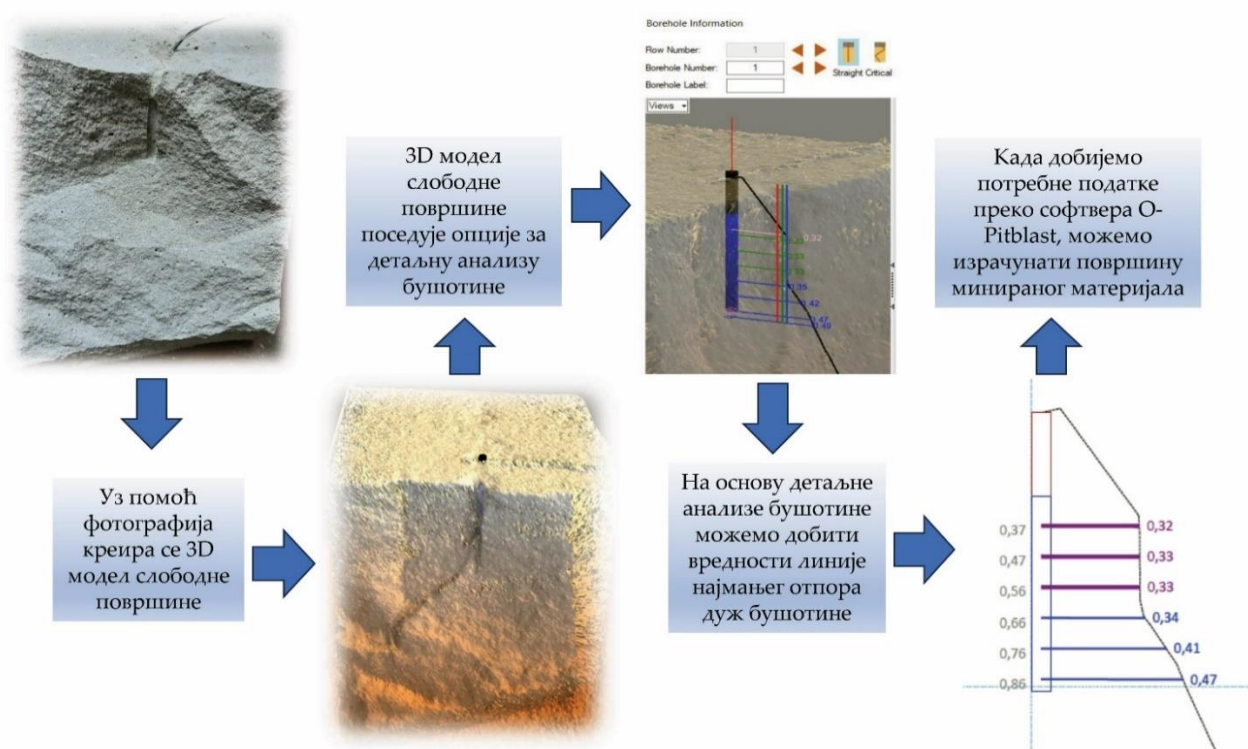 Уз помоћ
фотографија
креира се 3D
модел слободне
површине
3D модел
слободне
површине
поседује опције за
детаљну анализу
бушотине
Borehole Information
Row Number:
1
Borehole Number:
1
Straight Critical
Borehole Label:
Views
0,32
0,35
0,42
0,47
На основу детаљне
анализе бушотине
можемо добити
вредности линије
најмањег отпора
дуж бушотине
0,37
0,32
0,47
0,33
0,56
0,33
0,66
0,34
0,76
0,41
0,86
0,47
Када добијемо
потребне податке
преко софтвера O-
Pitblast, можемо
израчунати површину
минираног материјала